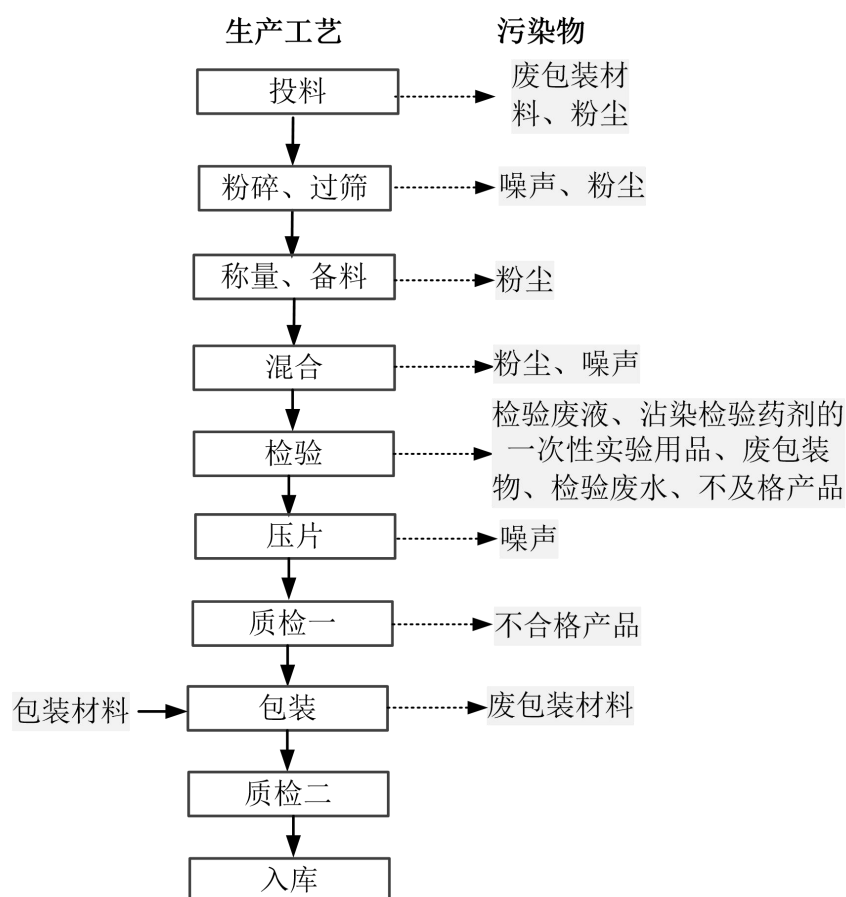 生产工艺
污染物
投料
废包装材
料、粉尘
粉碎、过筛
噪声、粉尘
称量、备料
粉尘
混合
粉尘、噪声
检验
检验废液、沾染检验药剂的
一次性实验用品、废包装
物、检验废水、不及格产品
压片
噪声
质检一
不合格产品
包装材料
包装
废包装材料
质检二
入库